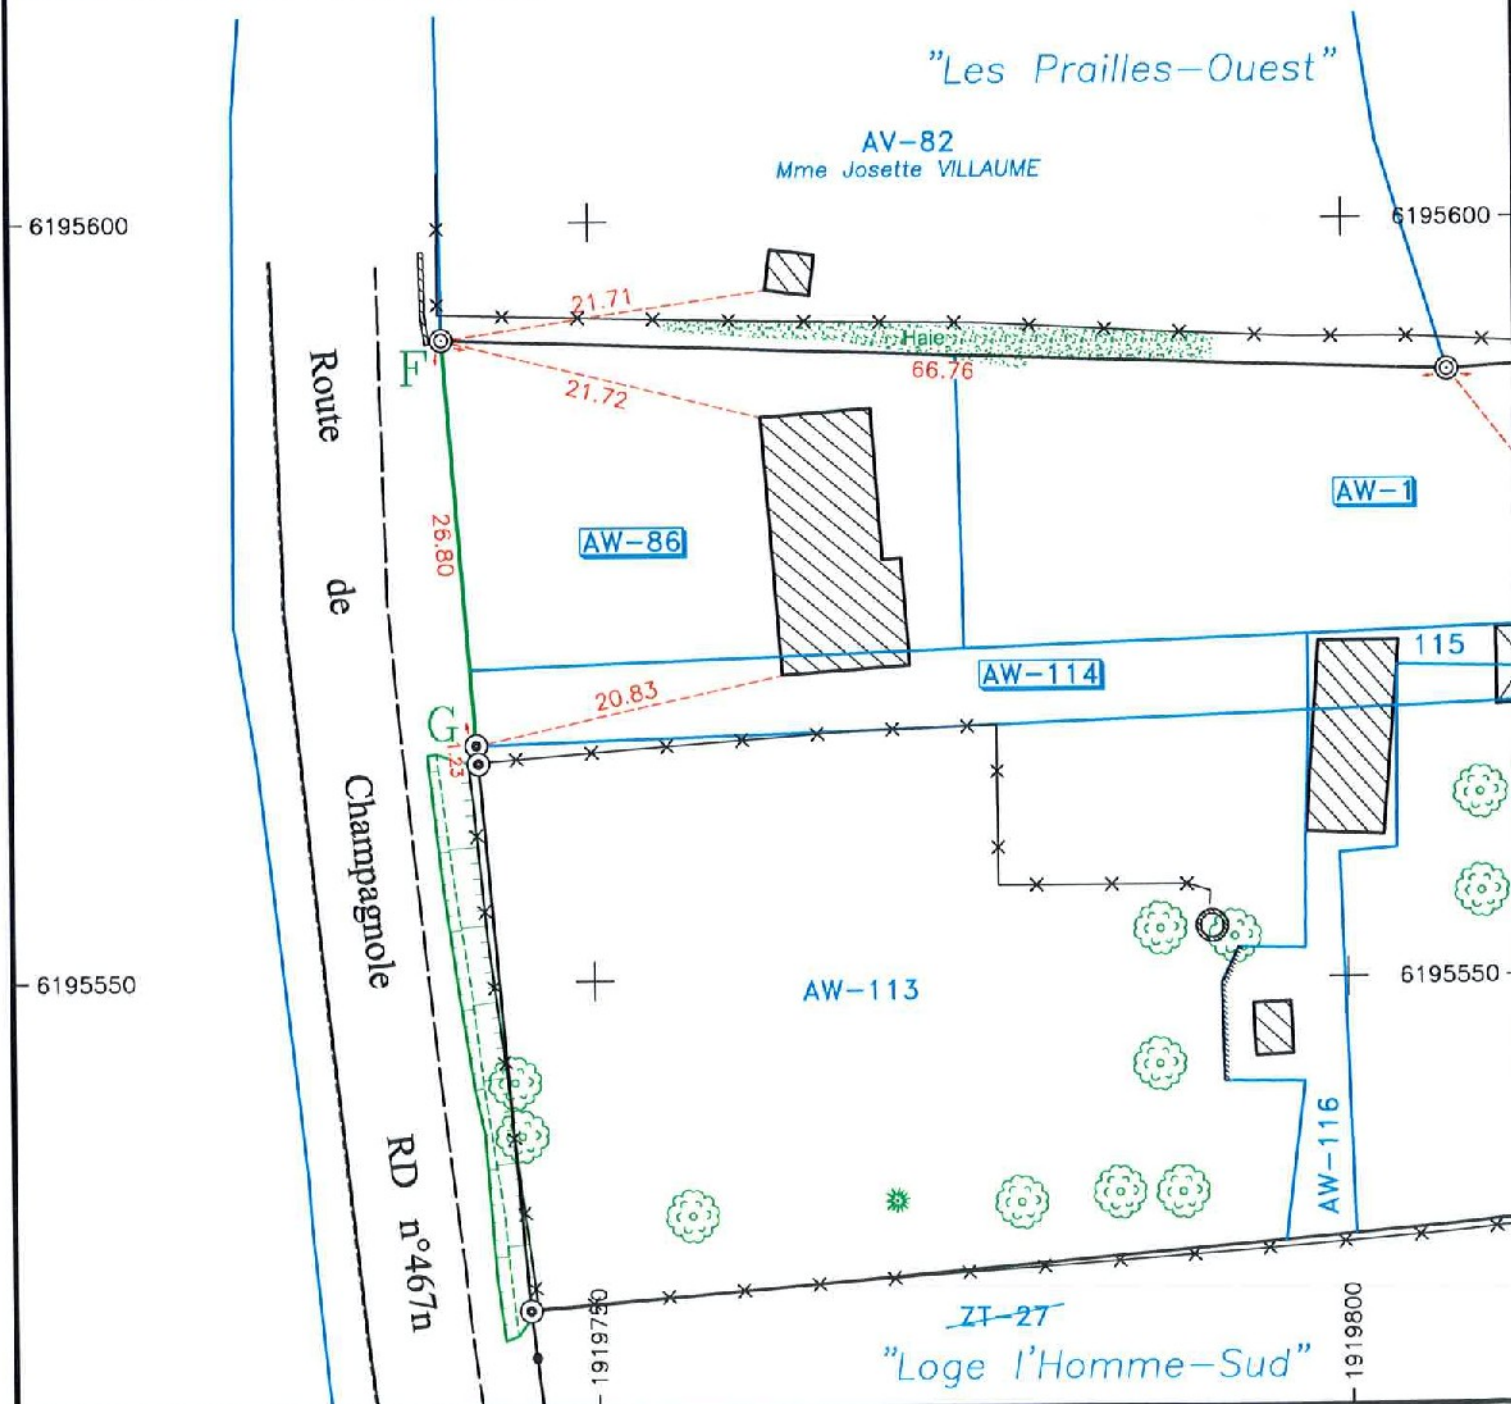 "Les Prailles-Ouest"
AV-82
Mme Josette VILLAUME
6195600
6195600
21.71
Haie
F
66.76
21.72
Route de Champagnole RD n°467n
26.80
AW-86
AW-1
115
AW-114
20.83
G
1.23
6195550
AW-113
6195550
AW-116
ZT-27
"Loge l'Homme-Sud"
1919750
1919800